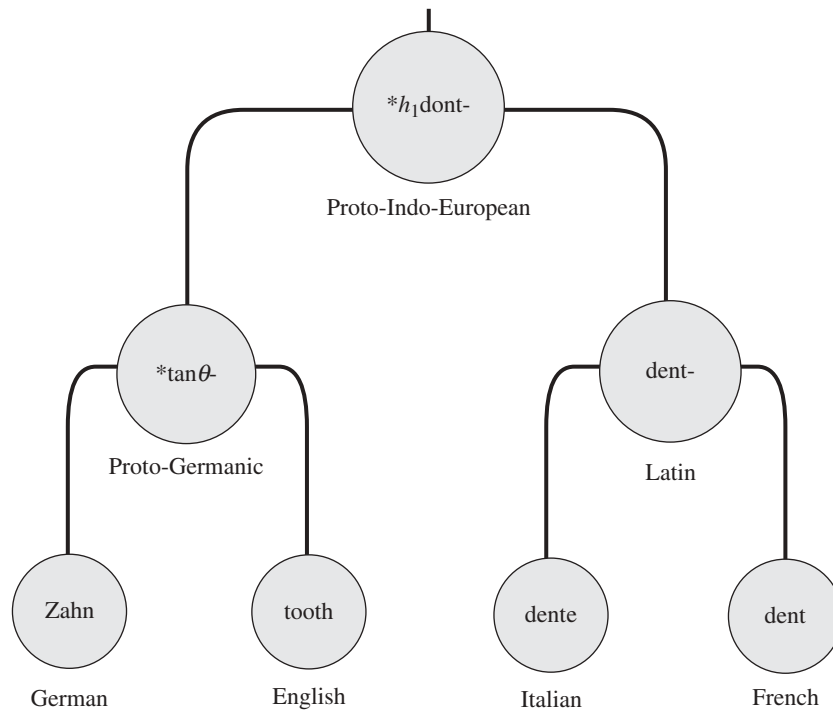 *h₁dont-
Proto-Indo-European
*tanθ-
Proto-Germanic
dent-
Latin
Zahn
German
tooth
English
dente
Italian
dent
French